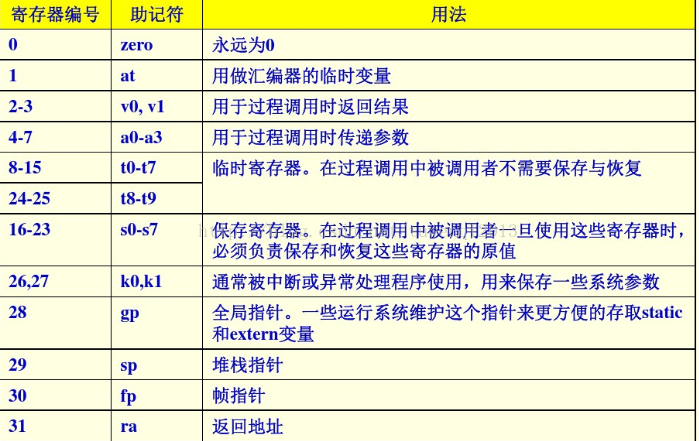 寄存器编号 助记符 用法
0 zero 永远为0
1 at 用做汇编器的临时变量
2-3 v0, v1 用于过程调用时返回结果
4-7 a0-a3 用于过程调用时传递参数
8-15 t0-t7 临时寄存器。在过程调用中被调用者不需要保存与恢复
24-25 t8-t9
16-23 s0-s7 保存寄存器。在过程调用中被调用者一旦使用这些寄存器时,
必须负责保存和恢复这些寄存器的原值
26,27 k0,k1 通常被中断或异常处理程序使用，用来保存一些系统参数
28 gp 全局指针。一些运行系统维护这个指针来更方便的存取static
和extern变量
29 sp 堆栈指针
30 fp 帧指针
31 ra 返回地址